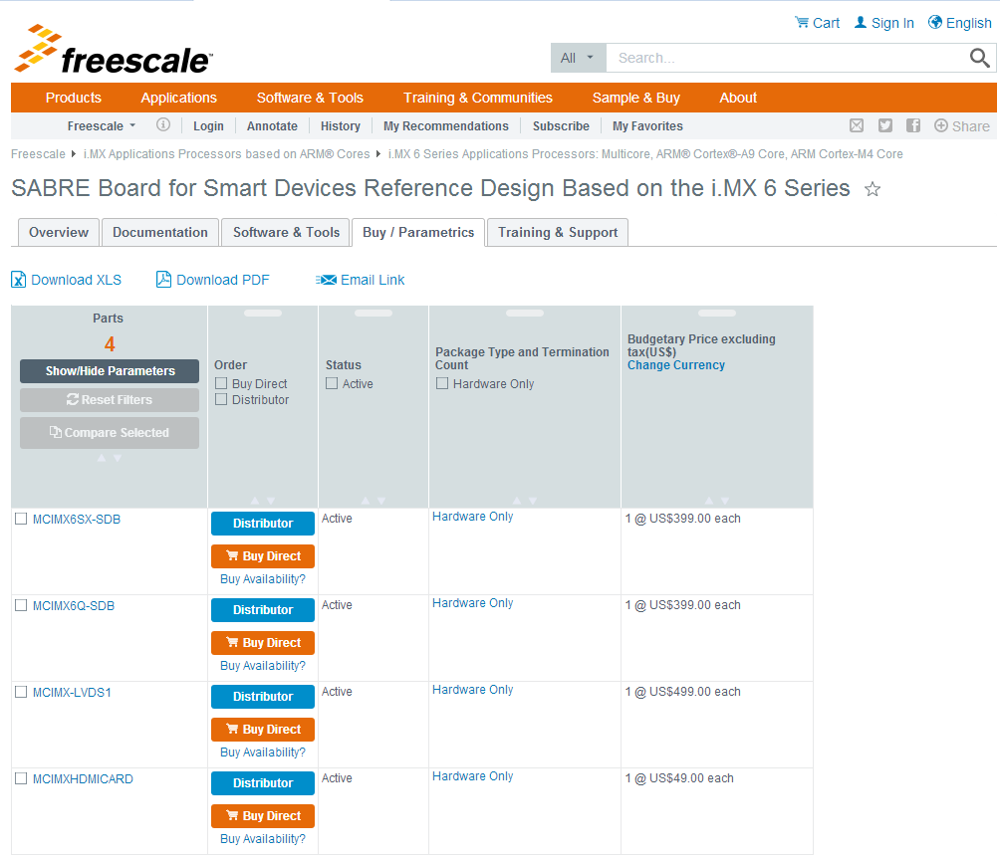 Cart Sign In English
freescale™
All Search...
Products Applications Software & Tools Training & Communities Sample & Buy About
Freescale Login Annotate History My Recommendations Subscribe My Favorites Share
Freescale i.MX Applications Processors based on ARM® Cores i.MX 6 Series Applications Processors: Multicore, ARM® Cortex®-A9 Core, ARM Cortex-M4 Core
SABRE Board for Smart Devices Reference Design Based on the i.MX 6 Series
Overview Documentation Software & Tools Buy / Parametrics Training & Support
Download XLS Download PDF Email Link
Parts
4
Show/Hide Parameters
Reset Filters
Compare Selected
Order
Buy Direct
Distributor
Status
Active
Package Type and Termination
Count
Hardware Only
Budgetary Price excluding
tax(US$)
Change Currency
MCIMX6SX-SDB Distributor Active Hardware Only 1 @ US$399.00 each
Buy Direct
Buy Availability?
MCIMX6Q-SDB Distributor Active Hardware Only 1 @ US$399.00 each
Buy Direct
Buy Availability?
MCIMX-LVDS1 Distributor Active Hardware Only 1 @ US$499.00 each
Buy Direct
Buy Availability?
MCIMXHDMICARD Distributor Active Hardware Only 1 @ US$49.00 each
Buy Direct
Buy Availability?